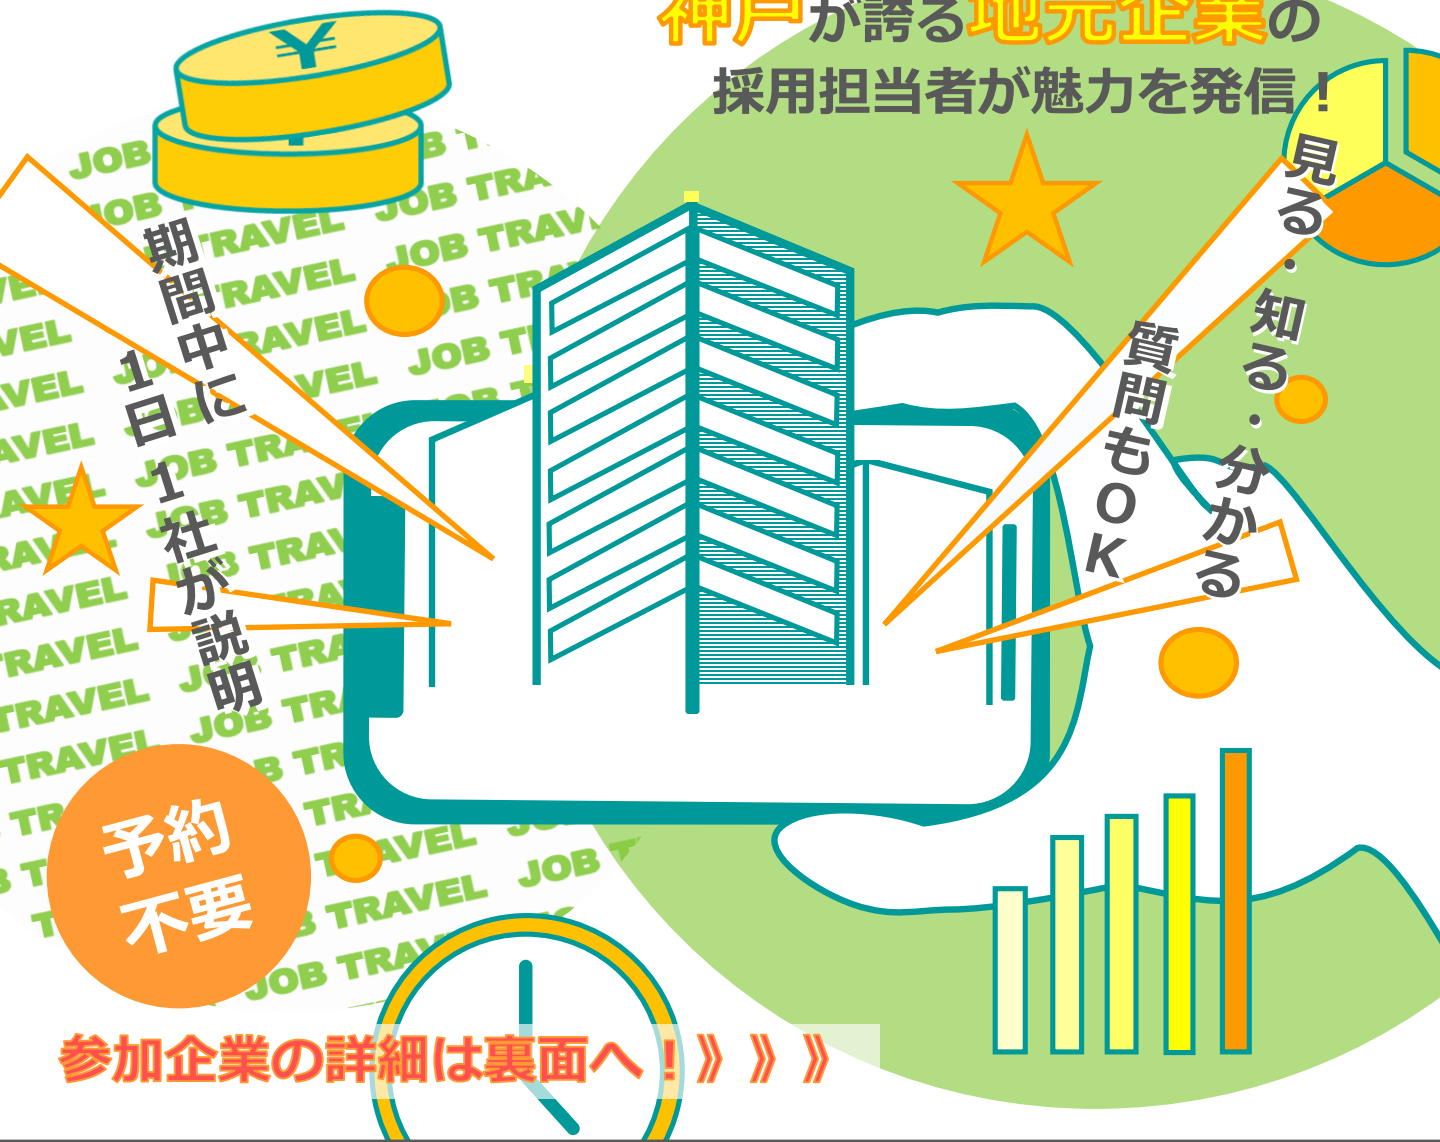 神戸が誇る地元企業の
採用担当者が魅力を発信！
見る・知る・分かる
質問もOK
期間中に
1日1社が説明
JOB TRAVEL
予約
不要
参加企業の詳細は裏面へ！》》》
¥